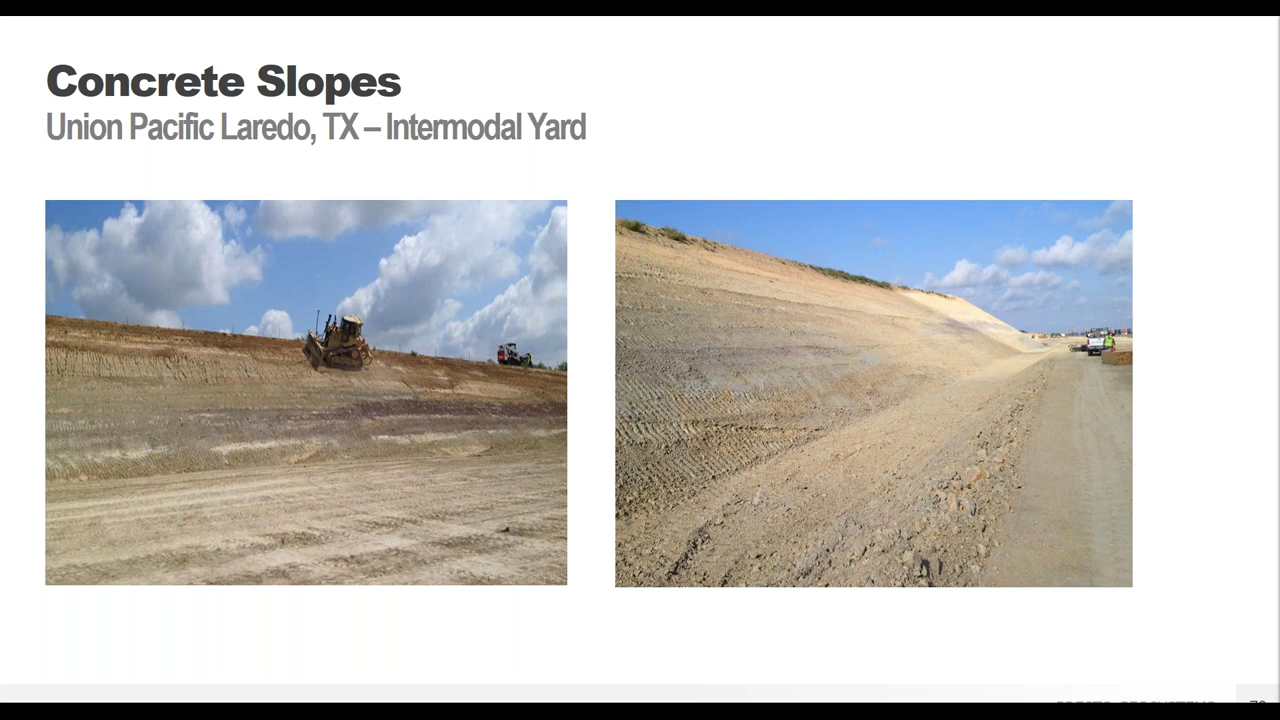 Concrete Slopes
Union Pacific Laredo, TX – Intermodal Yard